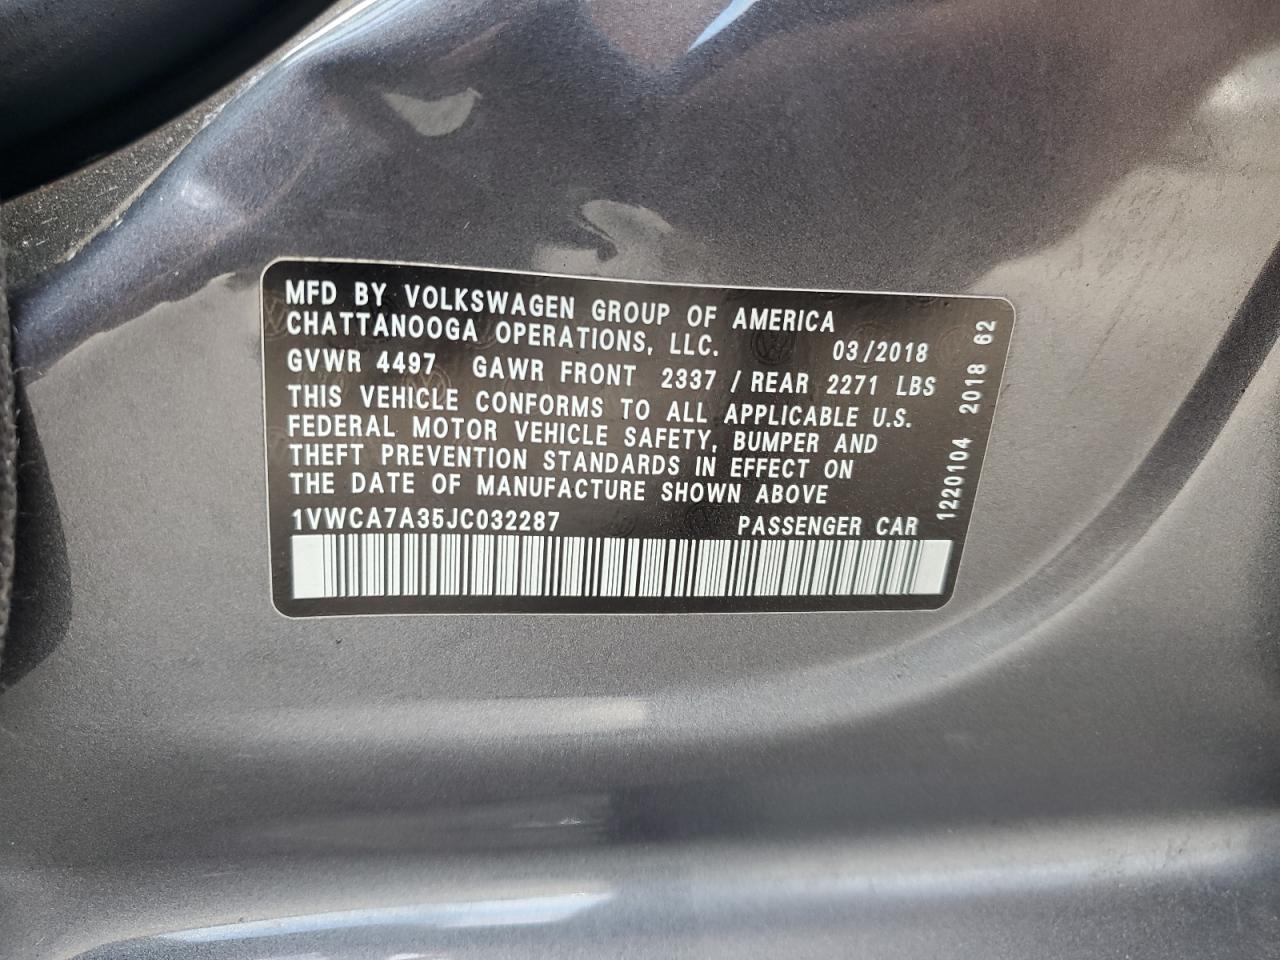 MFD BY VOLKSWAGEN GROUP OF AMERICA
CHATTANOOGA OPERATIONS, LLC. 03/2018
GVWR 4497 GAWR FRONT 2337 / REAR 2271 LBS
THIS VEHICLE CONFORMS TO ALL APPLICABLE U.S.
FEDERAL MOTOR VEHICLE SAFETY, BUMPER AND
THEFT PREVENTION STANDARDS IN EFFECT ON
THE DATE OF MANUFACTURE SHOWN ABOVE
1VWCA7A35JC032287 PASSENGER CAR
1220104 2018 62